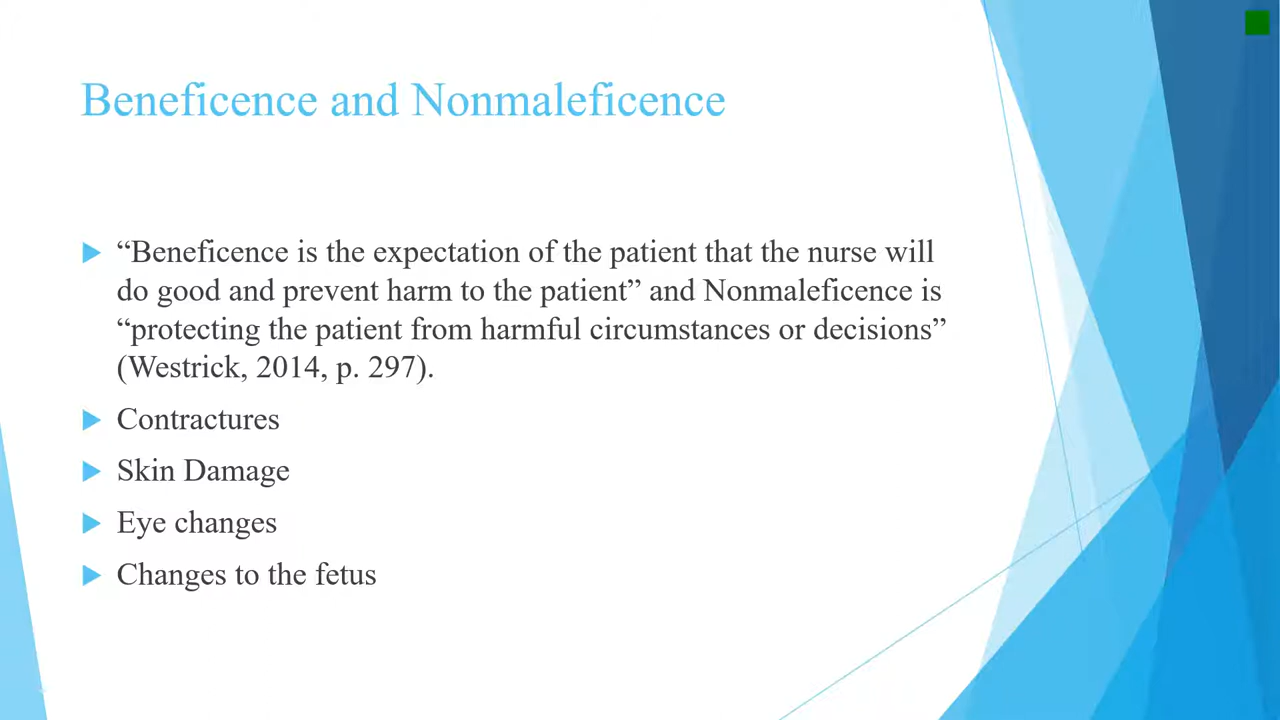 Beneficence and Nonmaleficence
“Beneficence is the expectation of the patient that the nurse will
do good and prevent harm to the patient” and Nonmaleficence is
“protecting the patient from harmful circumstances or decisions”
(Westrick, 2014, p. 297).
Contractures
Skin Damage
Eye changes
Changes to the fetus